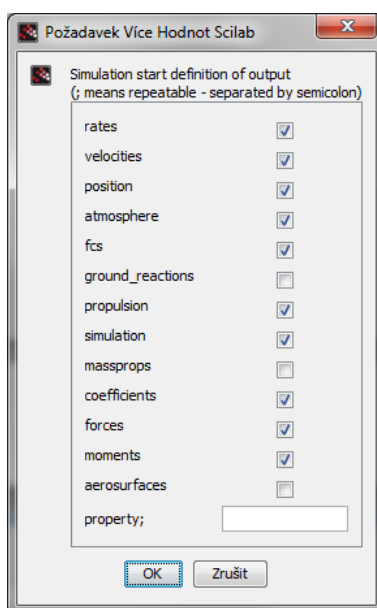 Požadavek Více Hodnot Scilab
Simulation start definition of output
(; means repeatable - separated by semicolon)
rates
velocities
position
atmosphere
fcs
ground_reactions
propulsion
simulation
massprops
coefficients
forces
moments
aerosurfaces
property;
OK Zrušit